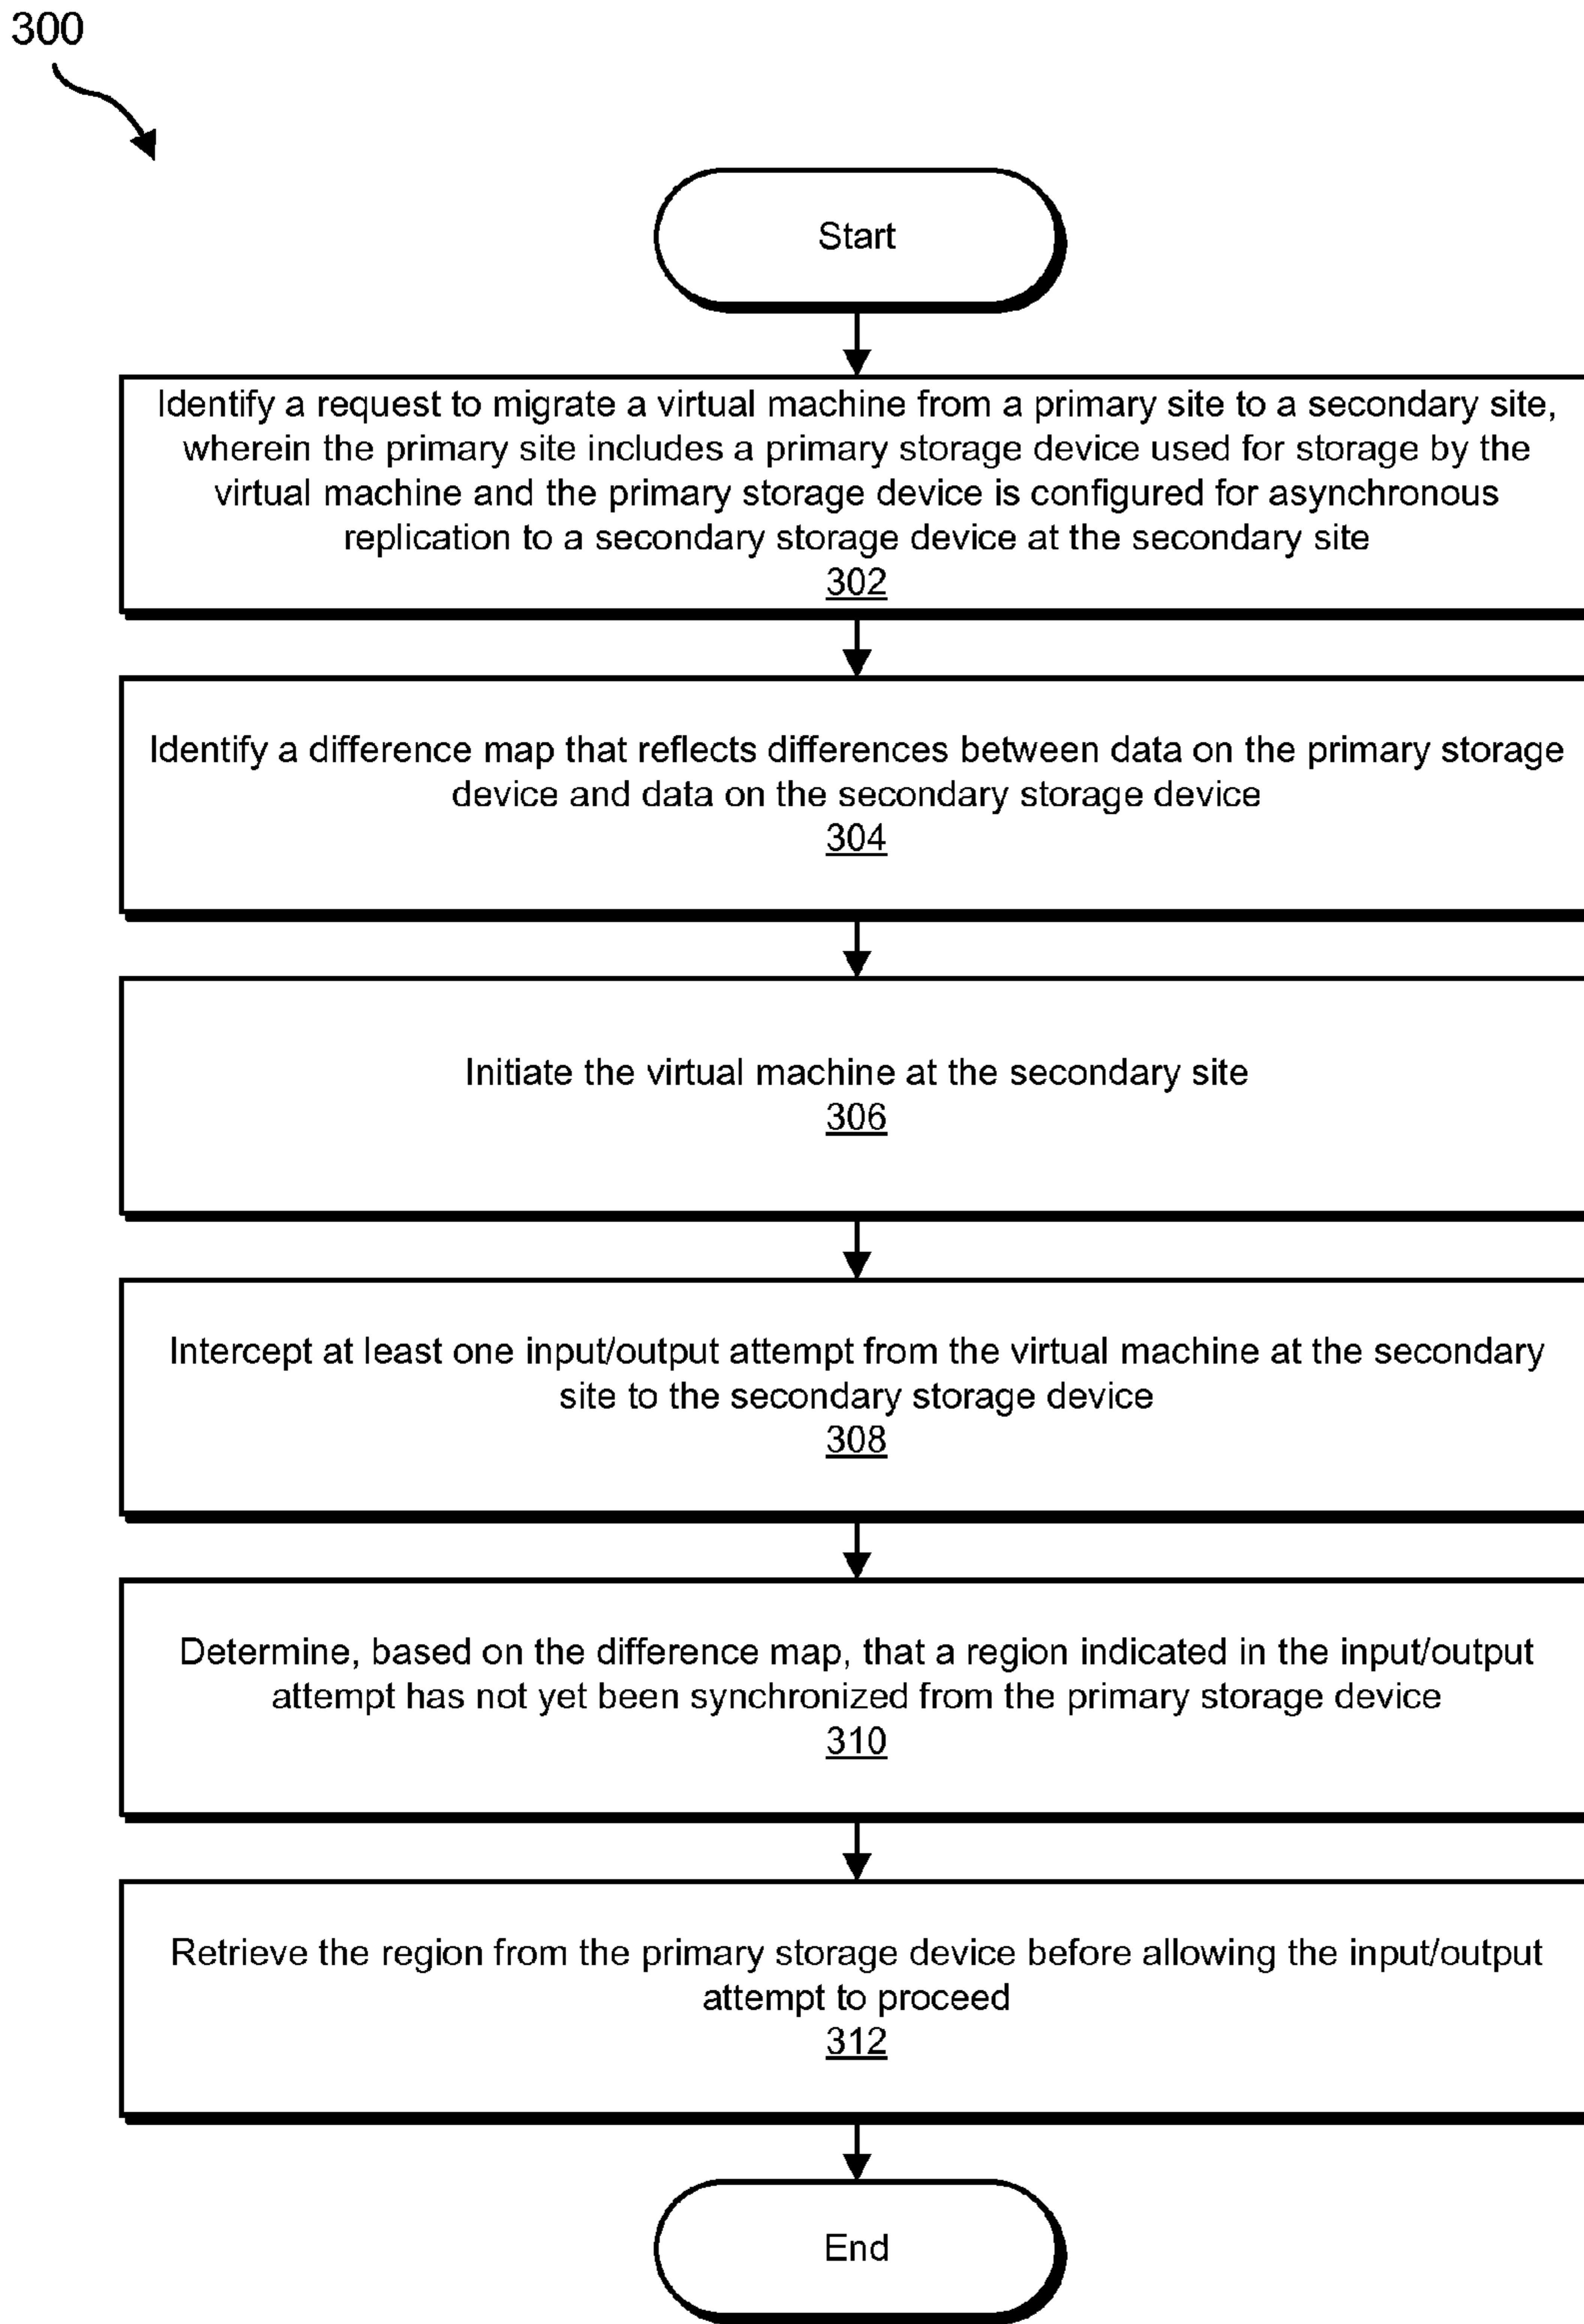 300
Start
Identify a request to migrate a virtual machine from a primary site to a secondary site,
wherein the primary site includes a primary storage device used for storage by the
virtual machine and the primary storage device is configured for asynchronous
replication to a secondary storage device at the secondary site
302
Identify a difference map that reflects differences between data on the primary storage
device and data on the secondary storage device
304
Initiate the virtual machine at the secondary site
306
Intercept at least one input/output attempt from the virtual machine at the secondary
site to the secondary storage device
308
Determine, based on the difference map, that a region indicated in the input/output
attempt has not yet been synchronized from the primary storage device
310
Retrieve the region from the primary storage device before allowing the input/output
attempt to proceed
312
End